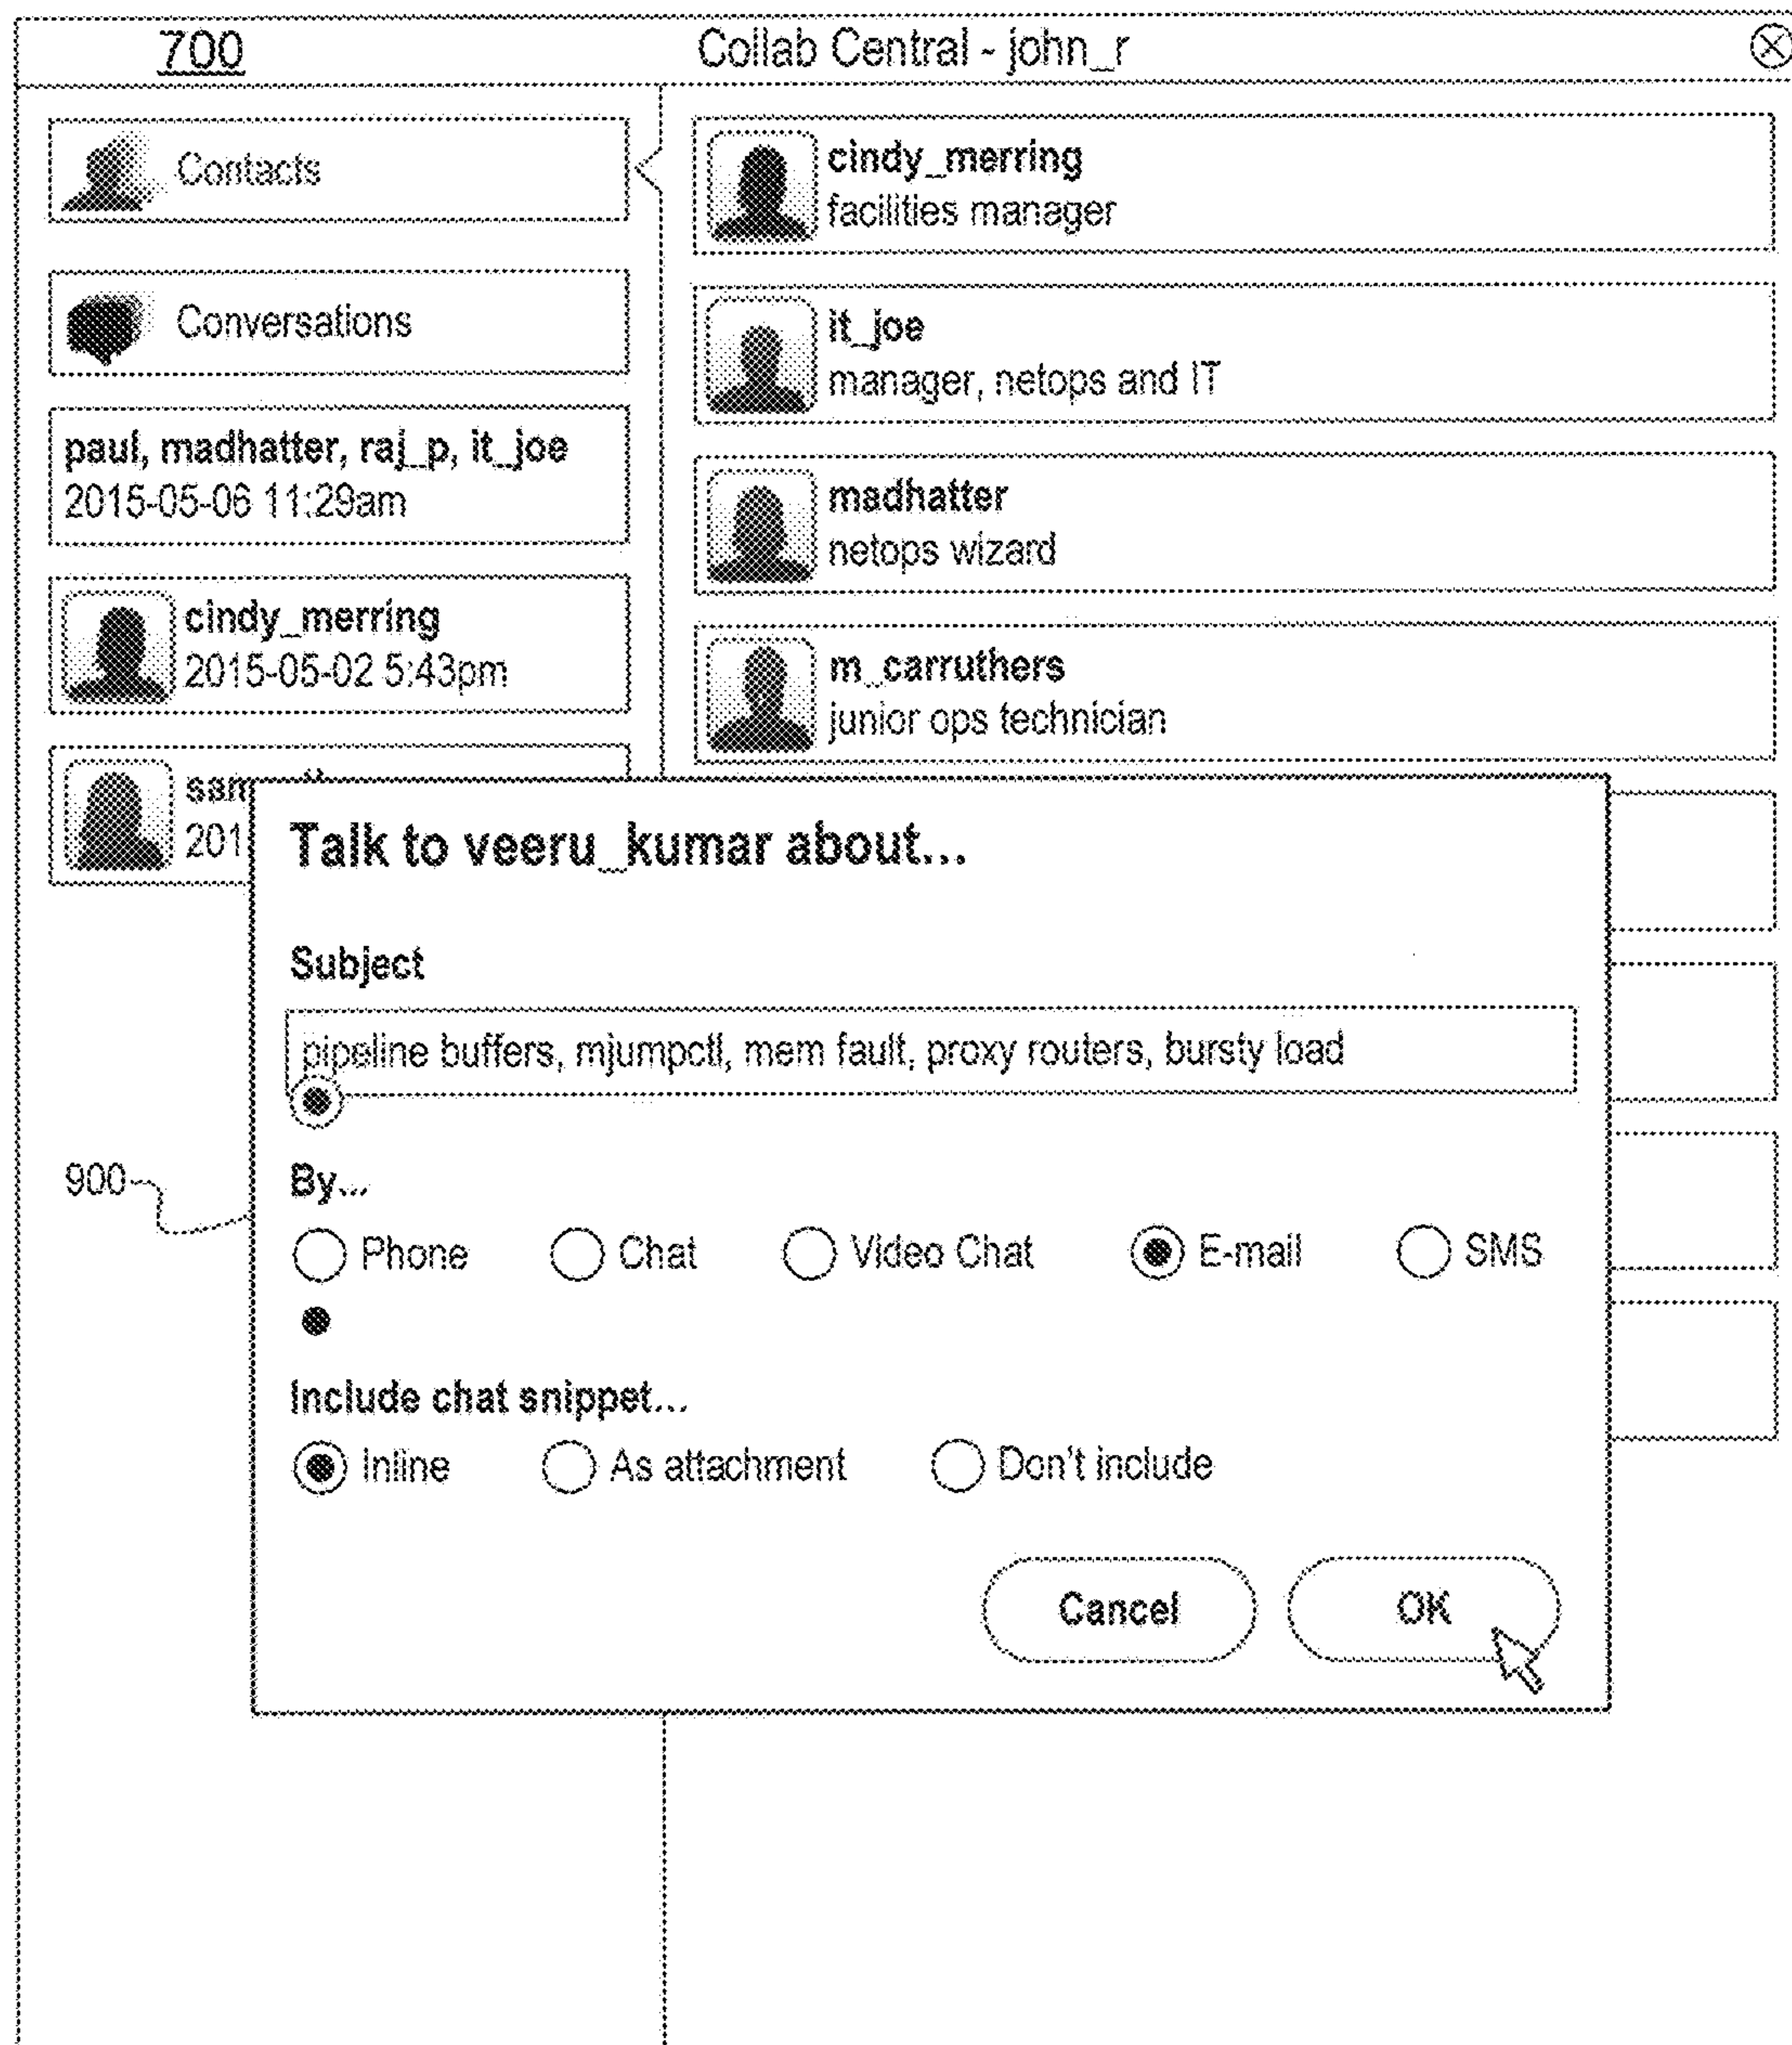 700
Collab Central - john_r
Contacts
Conversations
paul, madhatter, raj_p, it_joe
2015-05-06 11:29am
cindy_merring
2015-05-02 5:43pm
cindy_merring
facilities manager
it_joe
manager, netops and IT
madhatter
netops wizard
m_carruthers
junior ops technician
Talk to veeru_kumar about...
Subject
pipeline buffers, mjumpctl, mem fault, proxy routers, bursty load
900
By...
Phone Chat Video Chat E-mail SMS
Include chat snippet...
Inline As attachment Don't include
Cancel OK